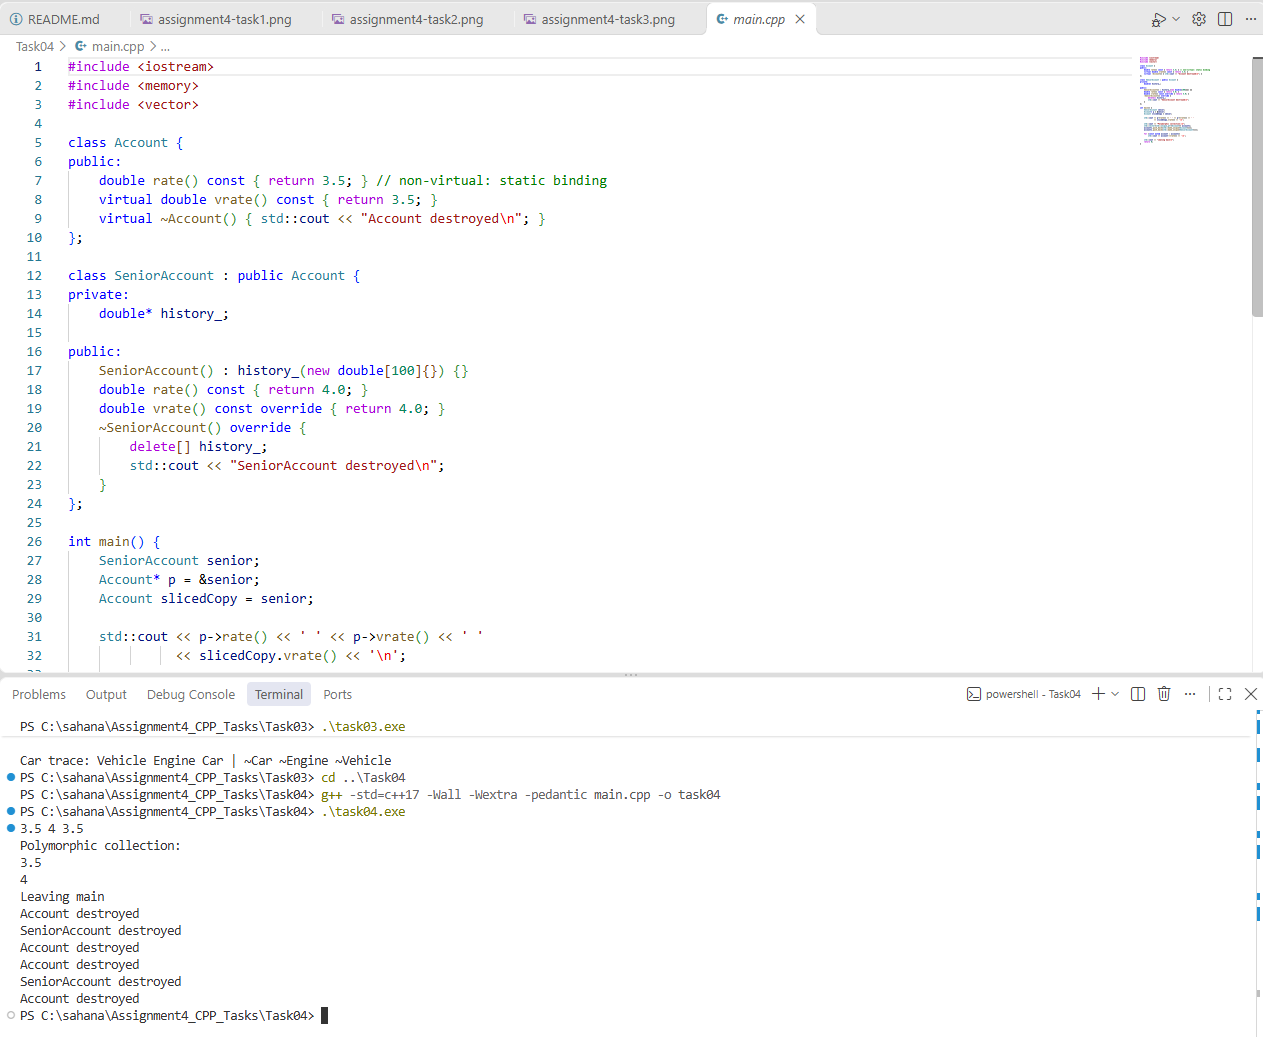 README.md assignment4-task1.png assignment4-task2.png assignment4-task3.png main.cpp
Task04 > main.cpp > ...
1 #include <iostream>
2 #include <memory>
3 #include <vector>
4
5 class Account {
6 public:
7     double rate() const { return 3.5; } // non-virtual: static binding
8     virtual double vrate() const { return 3.5; }
9     virtual ~Account() { std::cout << "Account destroyed\n"; }
10 };
11
12 class SeniorAccount : public Account {
13 private:
14     double* history_;
15
16 public:
17     SeniorAccount() : history_(new double[100]{}) {}
18     double rate() const { return 4.0; }
19     double vrate() const override { return 4.0; }
20     ~SeniorAccount() override {
21         delete[] history_;
22         std::cout << "SeniorAccount destroyed\n";
23     }
24 };
25
26 int main() {
27     SeniorAccount senior;
28     Account* p = &senior;
29     Account slicedCopy = senior;
30
31     std::cout << p->rate() << ' ' << p->vrate() << ' '
32               << slicedCopy.vrate() << '\n';
Problems Output Debug Console Terminal Ports powershell - Task04
PS C:\sahana\Assignment4_CPP_Tasks\Task03> .\task03.exe
Car trace: Vehicle Engine Car | ~Car ~Engine ~Vehicle
PS C:\sahana\Assignment4_CPP_Tasks\Task03> cd ..\Task04
PS C:\sahana\Assignment4_CPP_Tasks\Task04> g++ -std=c++17 -Wall -Wextra -pedantic main.cpp -o task04
PS C:\sahana\Assignment4_CPP_Tasks\Task04> .\task04.exe
3.5 4 3.5
Polymorphic collection:
3.5
4
Leaving main
Account destroyed
SeniorAccount destroyed
Account destroyed
Account destroyed
SeniorAccount destroyed
Account destroyed
PS C:\sahana\Assignment4_CPP_Tasks\Task04>